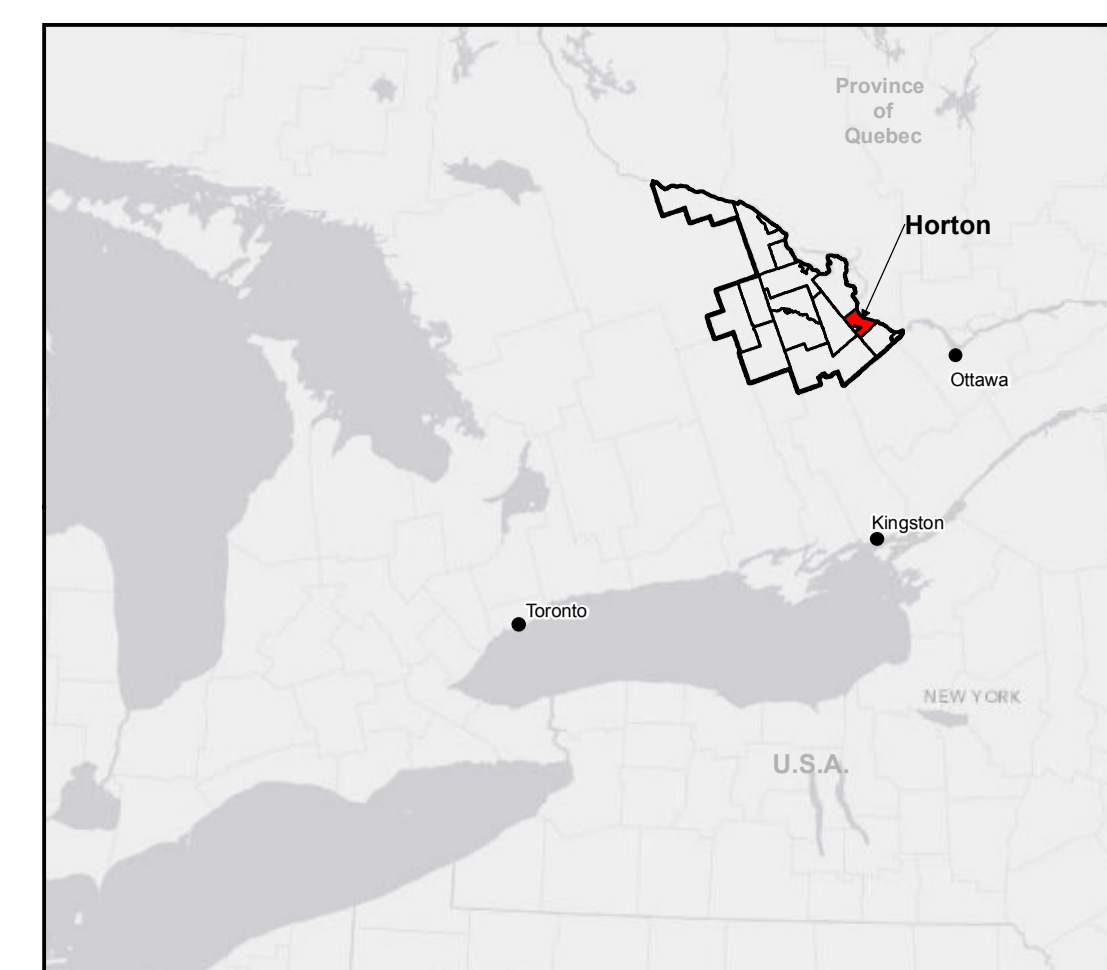 Province
of
Quebec
Horton
Ottawa
Kingston
Toronto
NEW YORK
U.S.A.